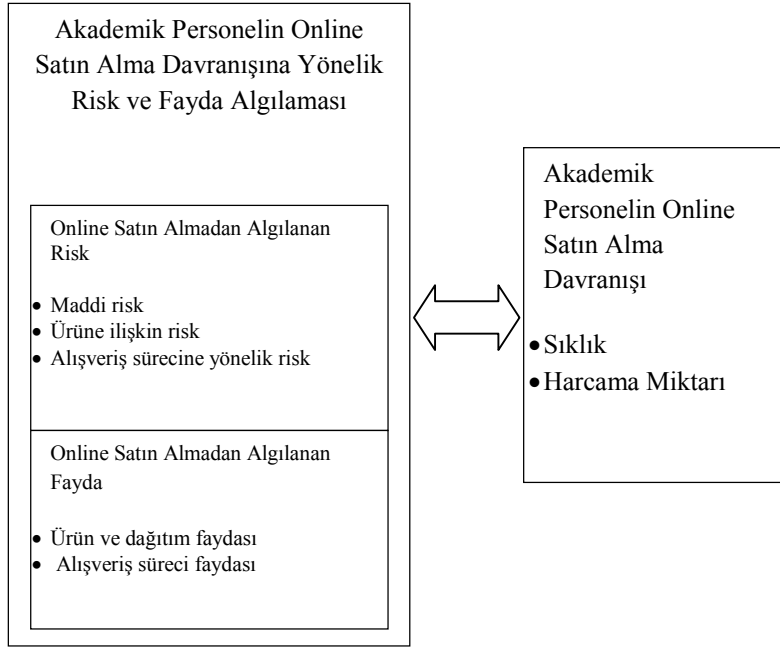 Akademik Personelin Online
Satın Alma Davranışına Yönelik
Risk ve Fayda Algılaması
Online Satın Almadan Algılanan
Risk
• Maddi risk
• Ürüne ilişkin risk
• Alışveriş sürecine yönelik risk
Online Satın Almadan Algılanan
Fayda
• Ürün ve dağıtım faydası
• Alışveriş süreci faydası
Akademik
Personelin Online
Satın Alma
Davranışı
• Sıklık
• Harcama Miktarı